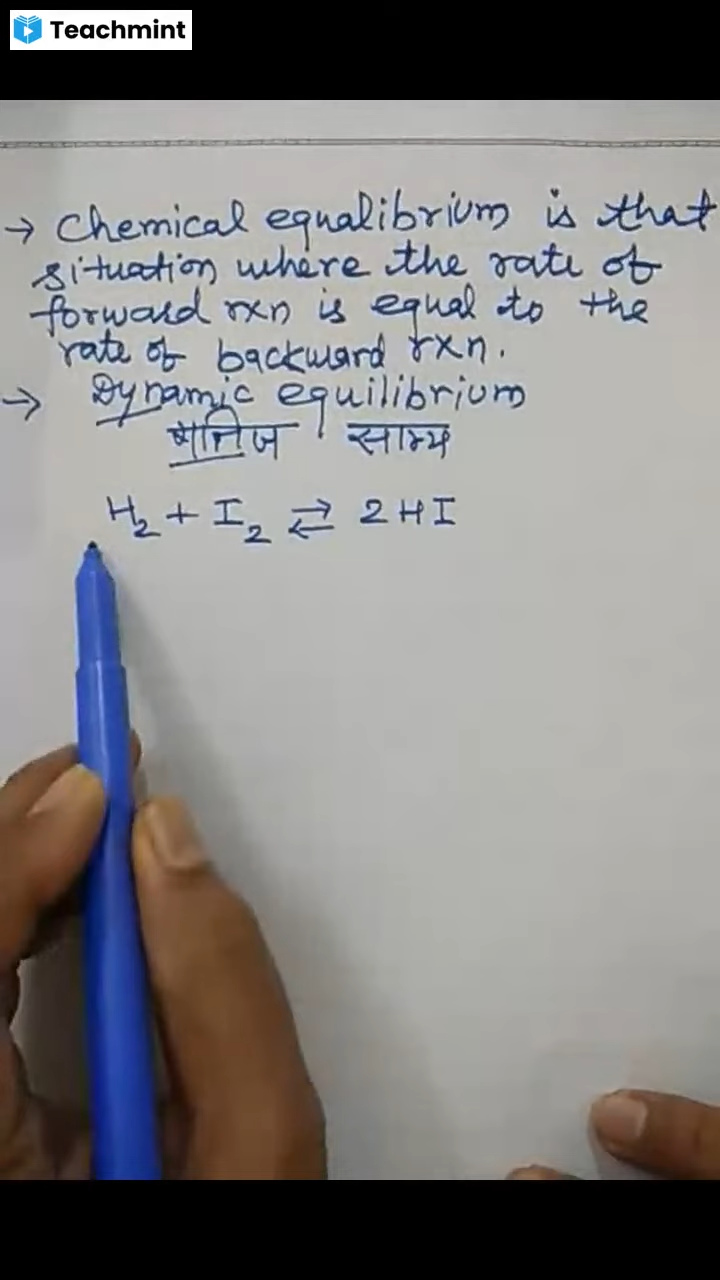 Teachmint
→ Chemical equalibrium is that
situation where the rate of
forward rxn is equal to the
rate of backward rxn.
→ Dynamic equilibrium
साम्य
H₂ + I₂ ⇄ 2HI